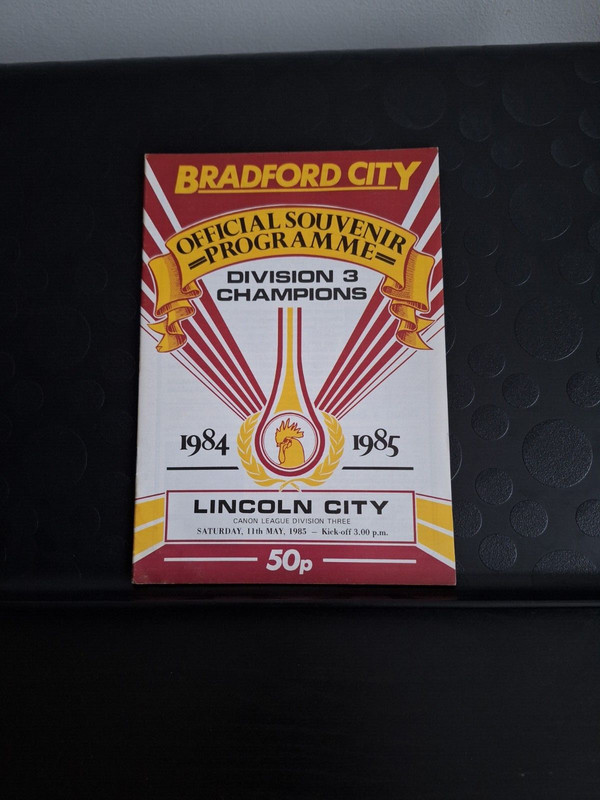 BRADFORD CITY
OFFICIAL SOUVENIR
PROGRAMME
DIVISION 3
CHAMPIONS
1984 1985
LINCOLN CITY
CANON LEAGUE DIVISION THREE
SATURDAY, 11th MAY, 1985 – Kick-off 3.00 p.m.
50p